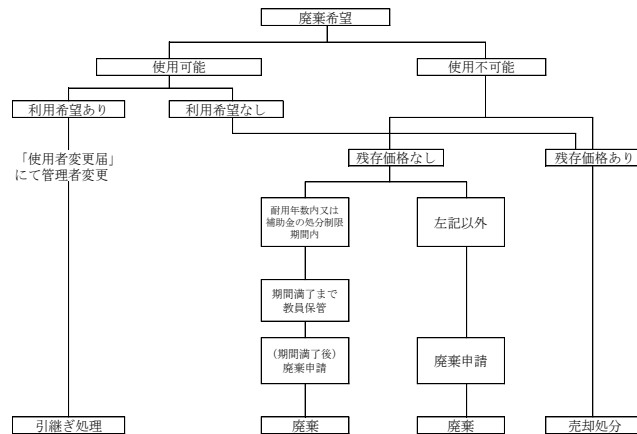 廃棄希望
使用可能
使用不可能
利用希望あり
利用希望なし
「使用者変更届」
にて管理者変更
残存価格なし
残存価格あり
耐用年数内又は
補助金の処分制限
期間内
左記以外
期間満了まで
教員保管
(期間満了後)
廃棄申請
廃棄申請
引継ぎ処理
廃棄
廃棄
売却処分